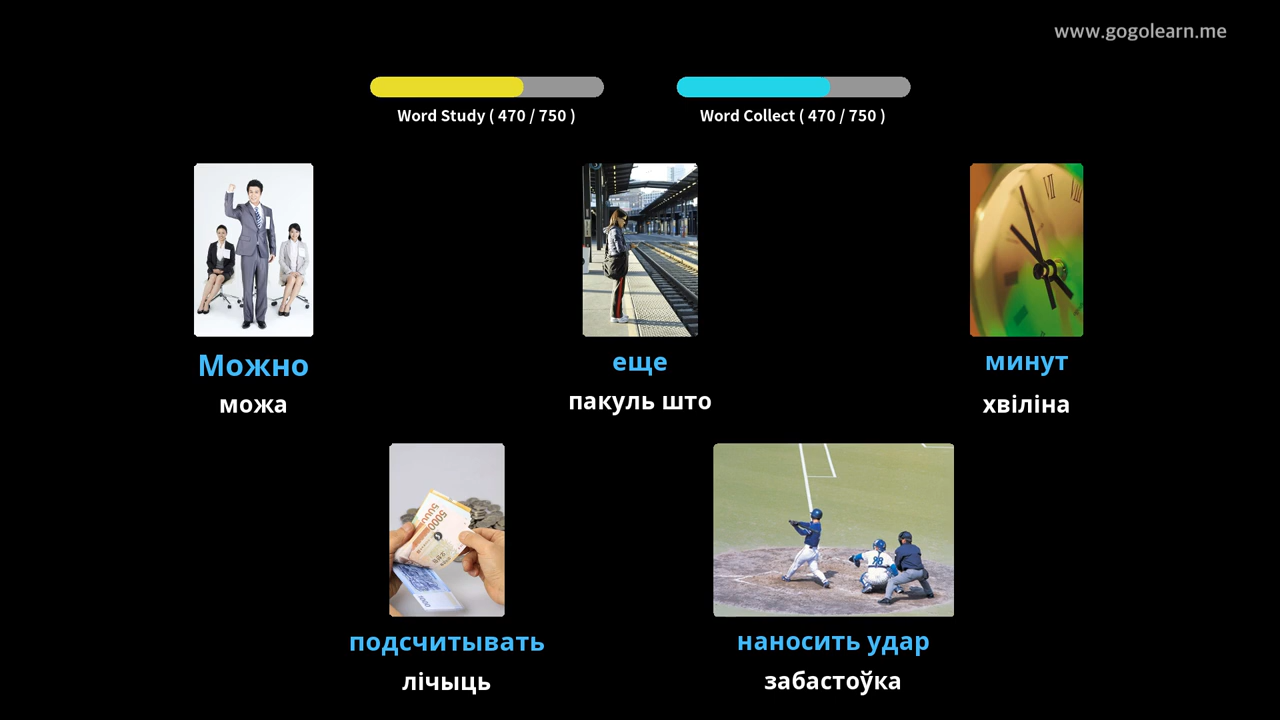 www.gogolearn.me
Word Study ( 470 / 750 )
Word Collect ( 470 / 750 )
Можно
можа
еще
пакуль што
минут
хвіліна
5000
подсчитывать
лічыць
наносить удар
забастоўка